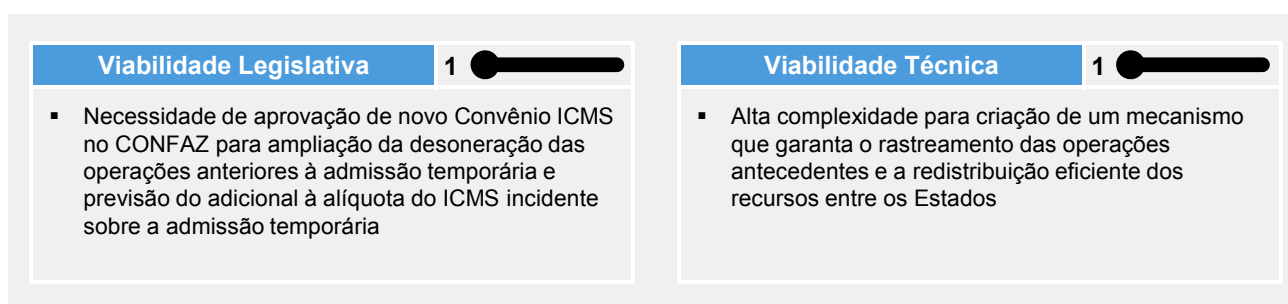 Viabilidade Legislativa 1
▪ Necessidade de aprovação de novo Convênio ICMS
no CONFAZ para ampliação da desoneração das
operações anteriores à admissão temporária e
previsão do adicional à alíquota do ICMS incidente
sobre a admissão temporária
Viabilidade Técnica 1
▪ Alta complexidade para criação de um mecanismo
que garanta o rastreamento das operações
antecedentes e a redistribuição eficiente dos
recursos entre os Estados